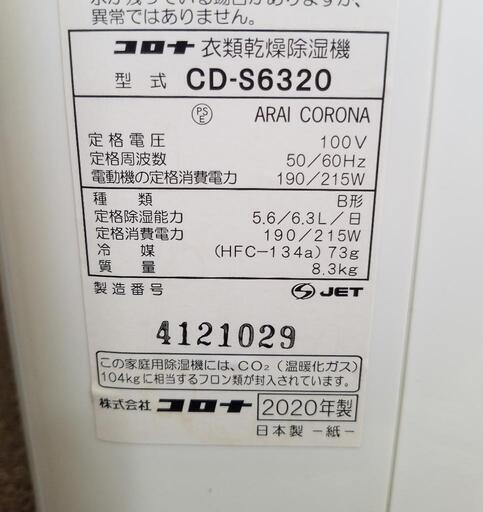 異常ではありません。
コロナ 衣類乾燥除湿機
型式 CD-S6320
PSE ARAI CORONA
定格電圧 100V
定格周波数 50/60Hz
電動機の定格消費電力 190/215W
種類 B形
定格除湿能力 5.6/6.3L/日
定格消費電力 190/215W
冷媒 (HFC-134a) 73g
質量 8.3kg
製造番号 JET
4121029
この家庭用除湿機には、CO₂（温暖化ガス）
104kgに相当するフロン類が封入されています。
株式会社 コロナ 2020年製
日本製 -紙-